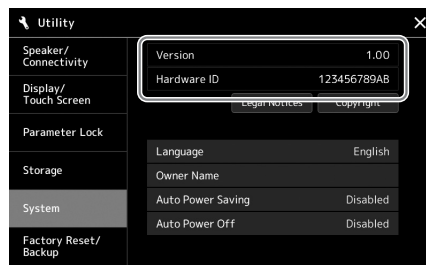 Utility
Speaker/
Connectivity
Display/
Touch Screen
Parameter Lock
Storage
System
Factory Reset/
Backup
Version 1.00
Hardware ID 123456789AB
Legal Notices Copyright
Language English
Owner Name
Auto Power Saving Disabled
Auto Power Off Disabled